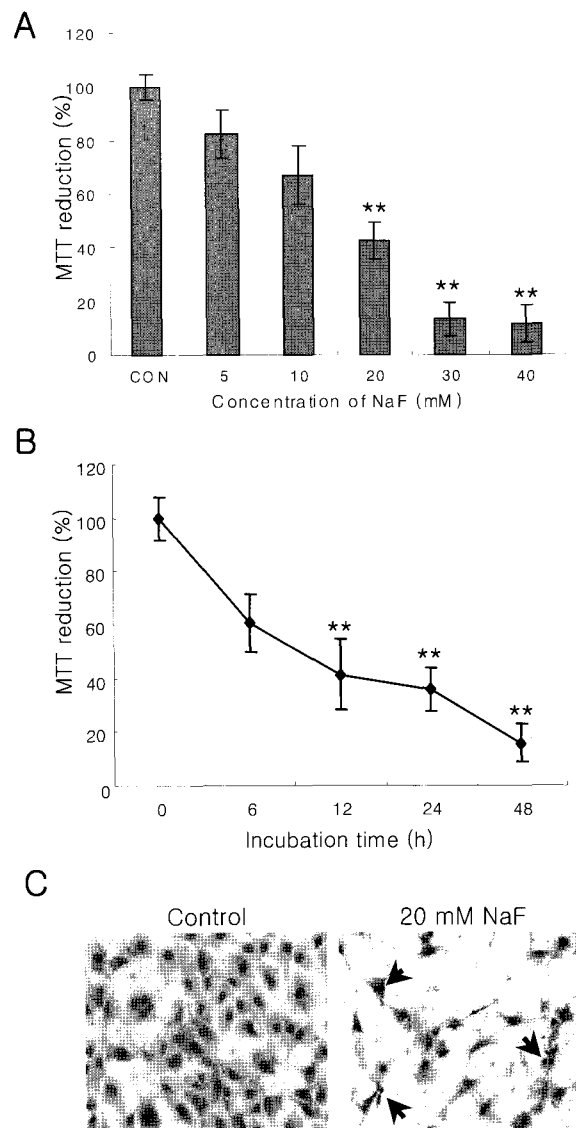 A
120
100
80
60
40
20
0
MTT reduction (%)
**
**
**
CON 5 10 20 30 40
Concentration of NaF (mM)
B
120
100
80
60
40
20
0
MTT reduction (%)
**
**
**
0 6 12 24 48
Incubation time (h)
C
Control 20 mM NaF